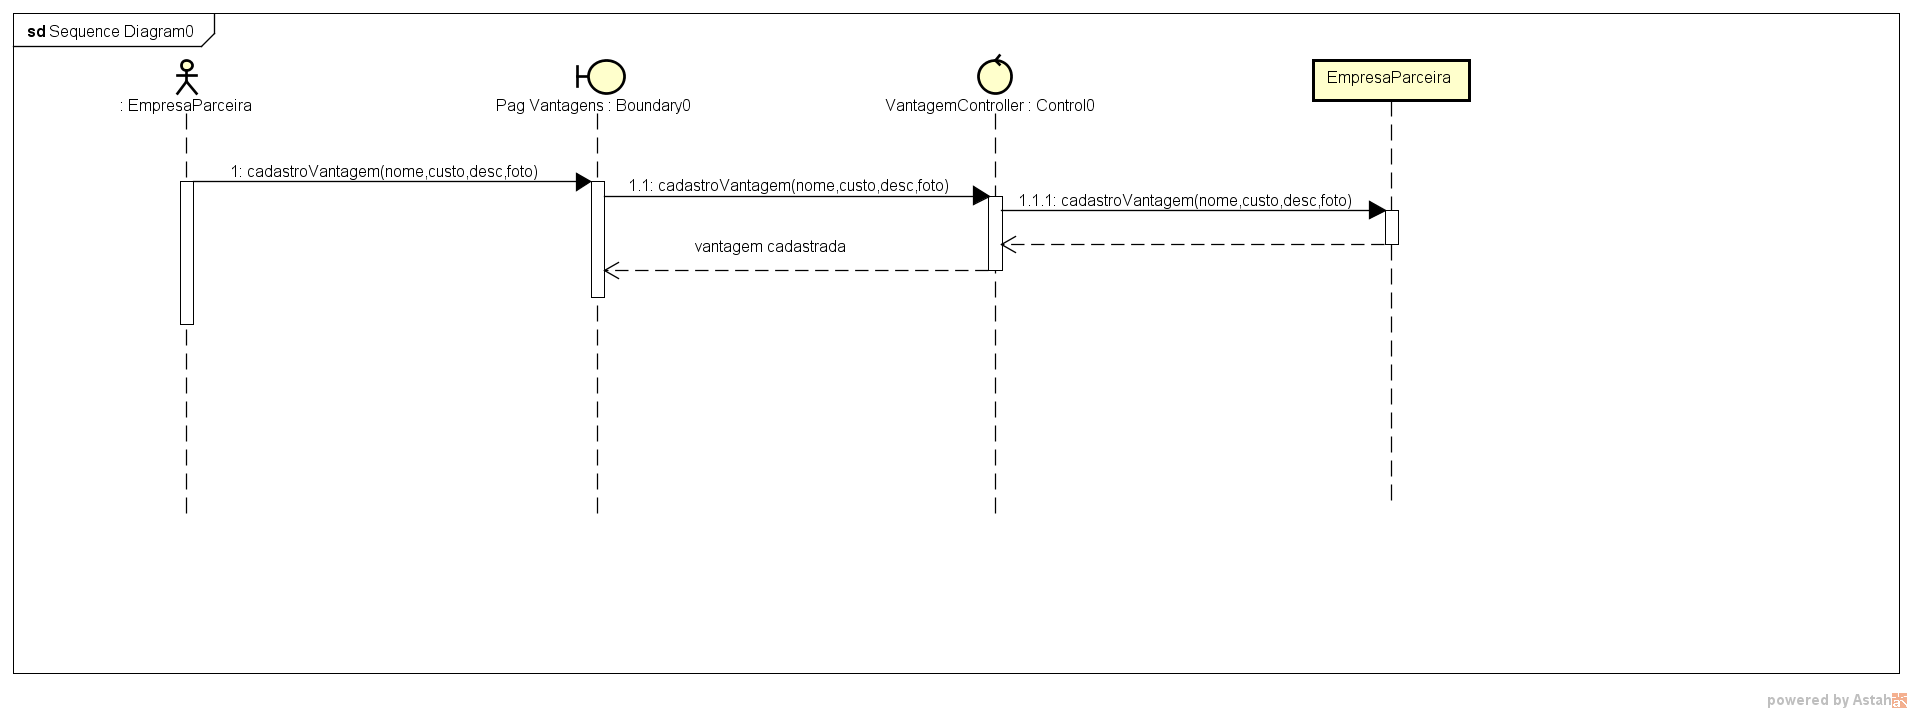 sd Sequence Diagram0
: EmpresaParceira
Pag Vantagens : Boundary0
VantagemController : Control0
EmpresaParceira
1: cadastroVantagem(nome,custo,desc,foto)
1.1: cadastroVantagem(nome,custo,desc,foto)
1.1.1: cadastroVantagem(nome,custo,desc,foto)
vantagem cadastrada
powered by Astah